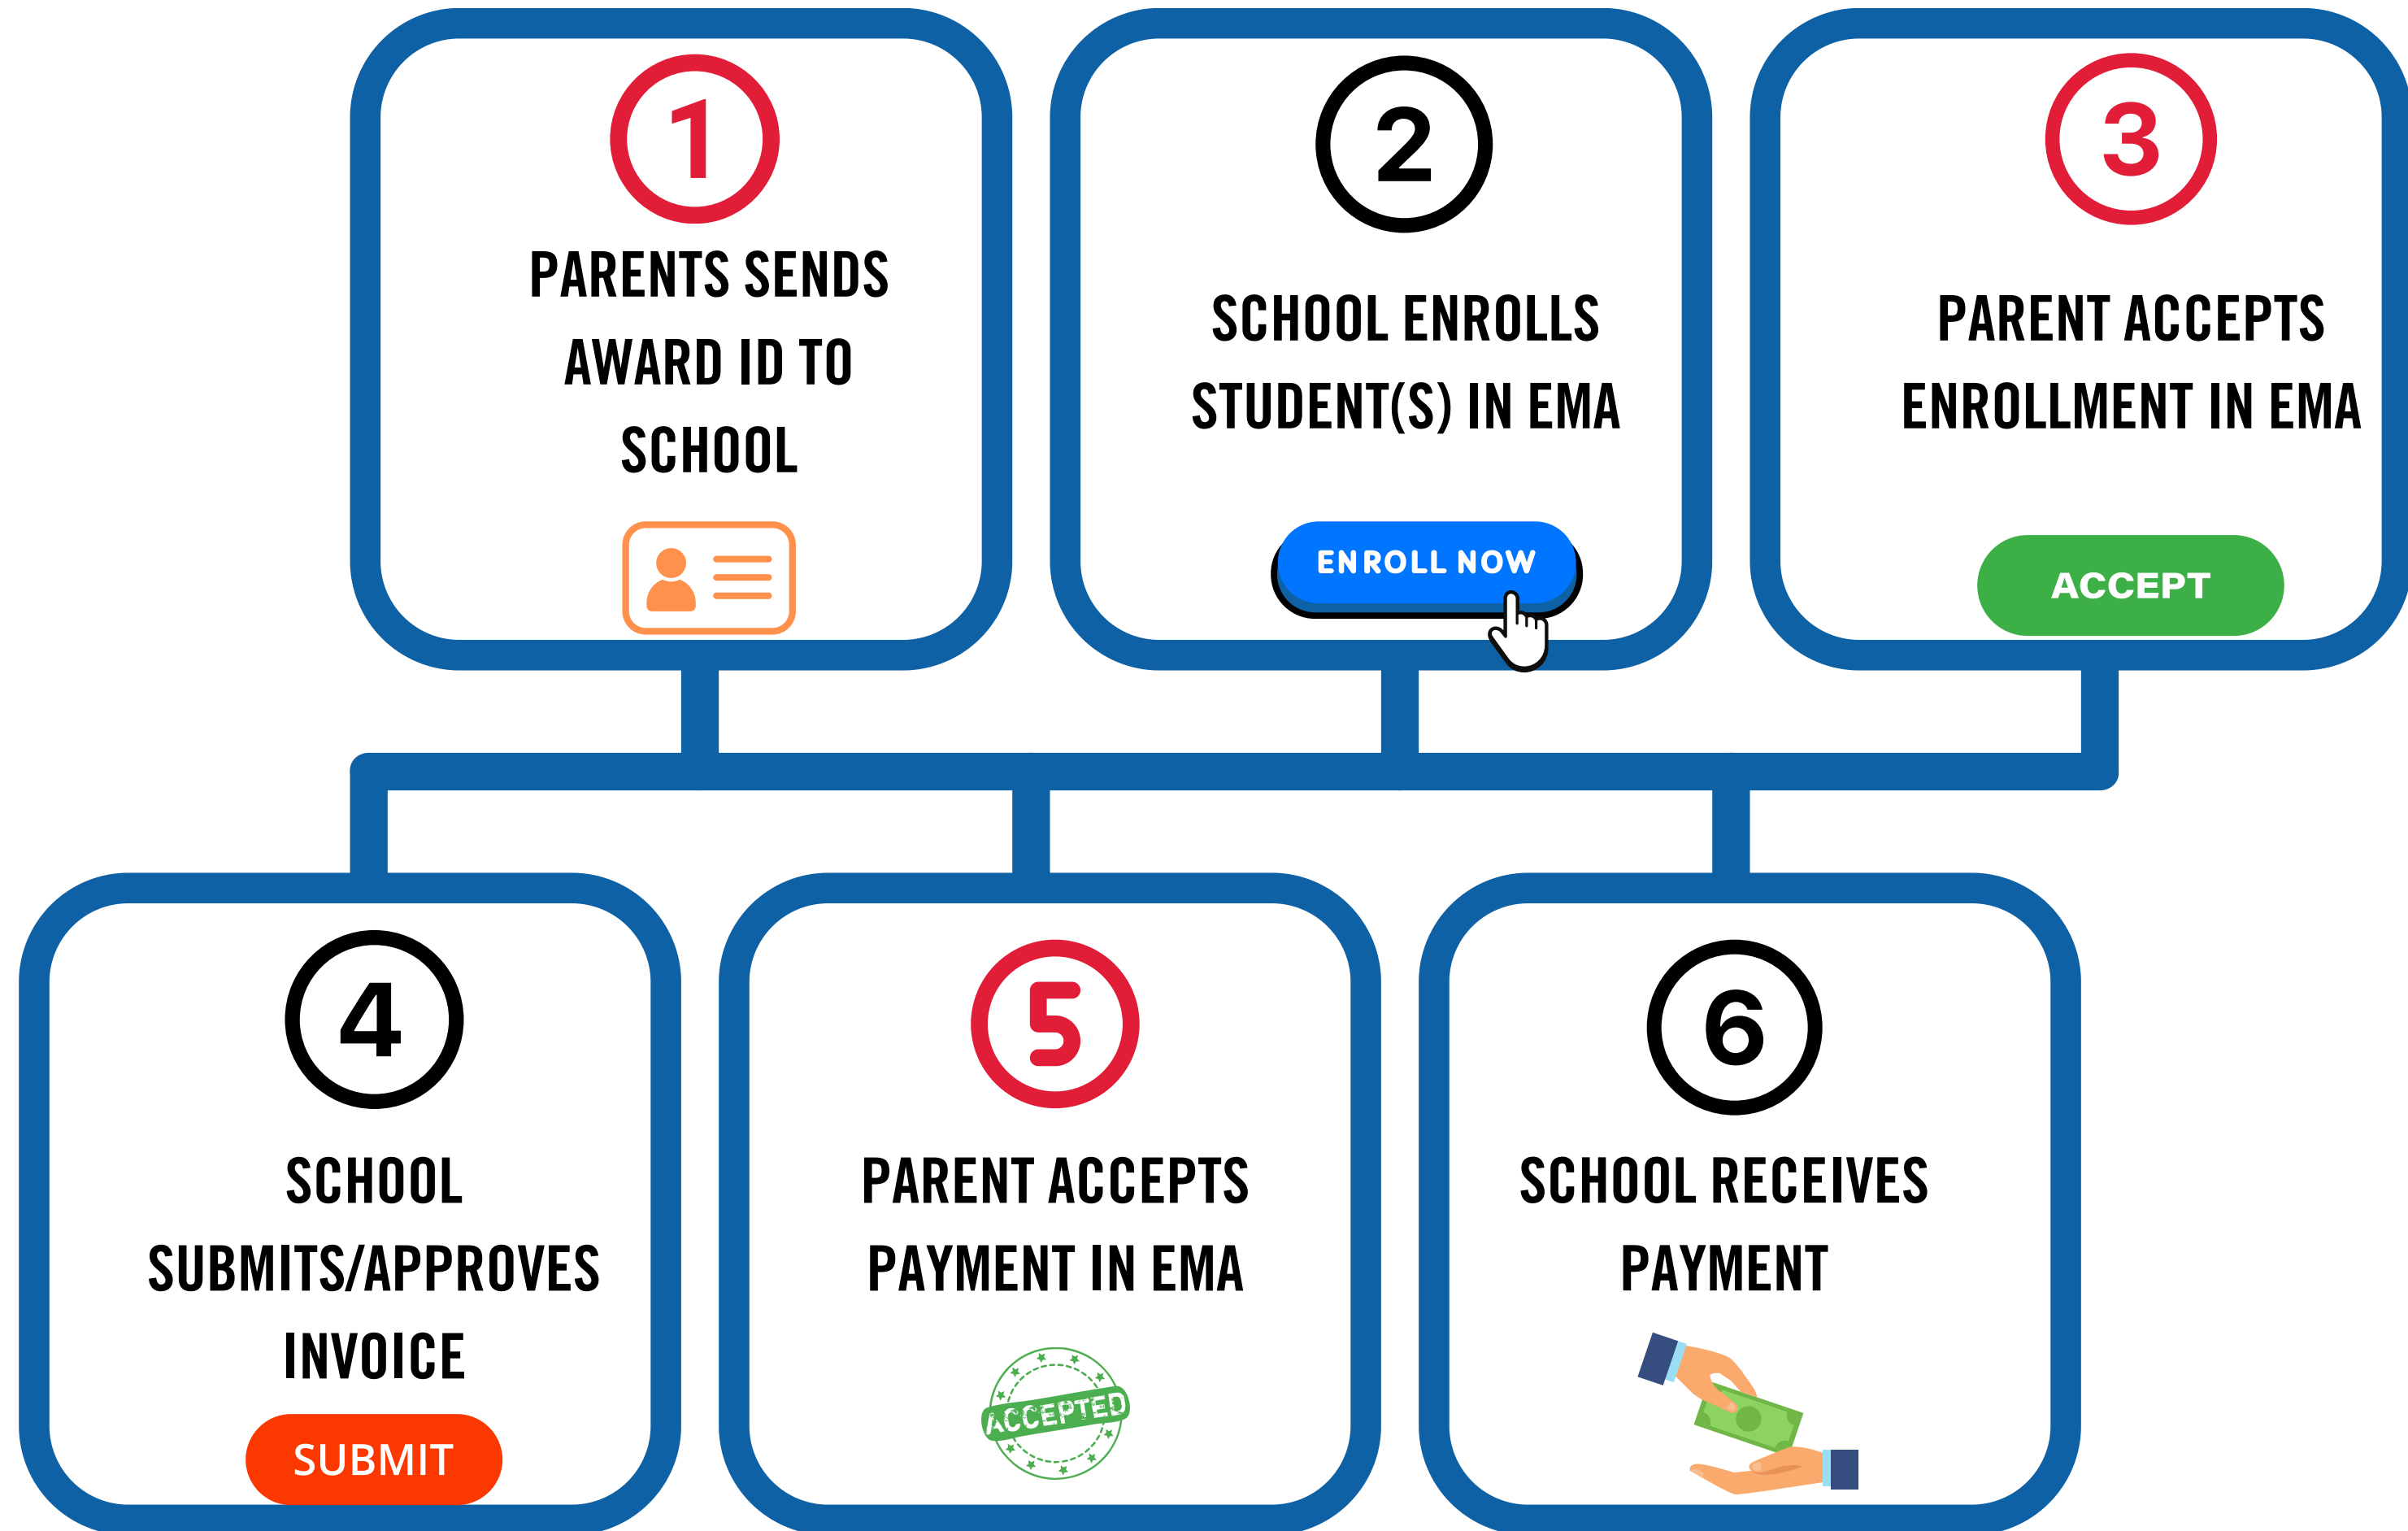 1
PARENTS SENDS
AWARD ID TO
SCHOOL
2
SCHOOL ENROLLS
STUDENT(S) IN EMA
ENROLL NOW
3
PARENT ACCEPTS
ENROLLMENT IN EMA
ACCEPT
4
SCHOOL
SUBMITS/APPROVES
INVOICE
SUBMIT
5
PARENT ACCEPTS
PAYMENT IN EMA
ACCEPTED
6
SCHOOL RECEIVES
PAYMENT